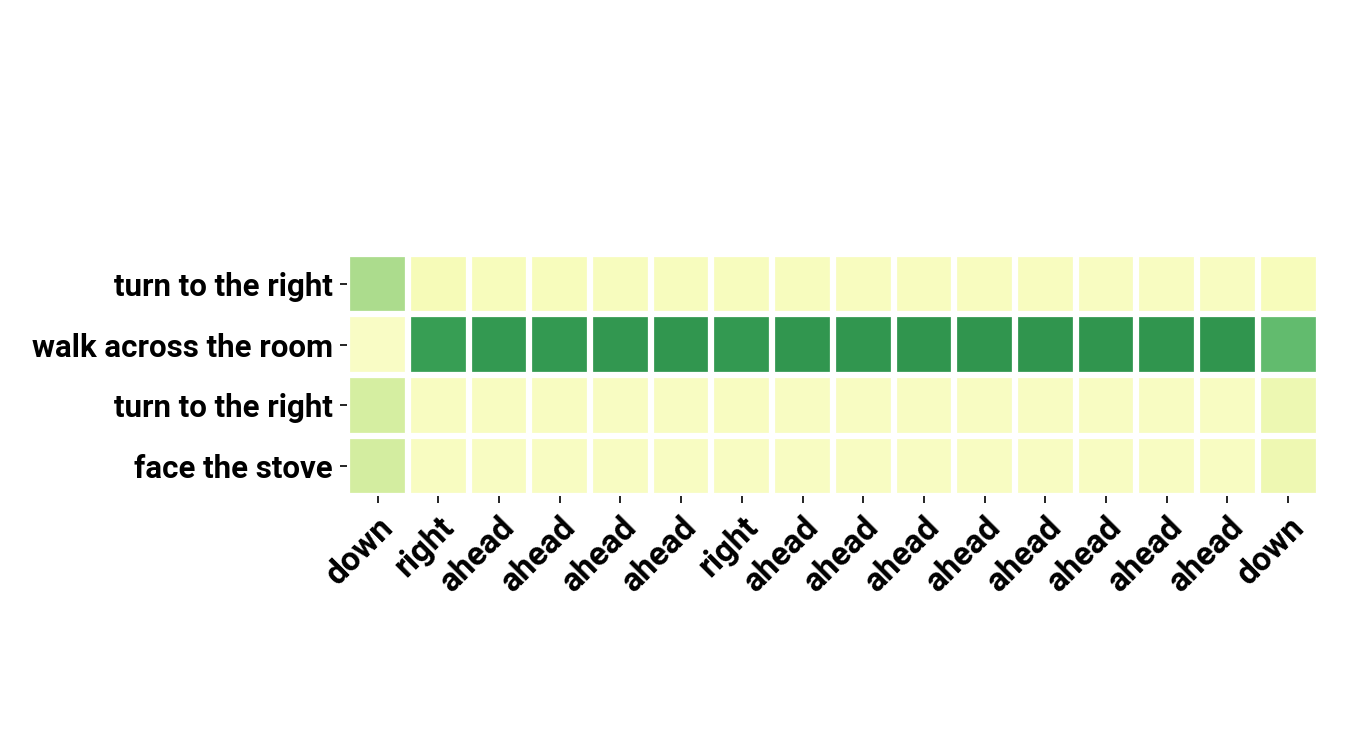 turn to the right
walk across the room
turn to the right
face the stove
down right ahead ahead ahead ahead right ahead ahead ahead ahead ahead ahead ahead ahead down